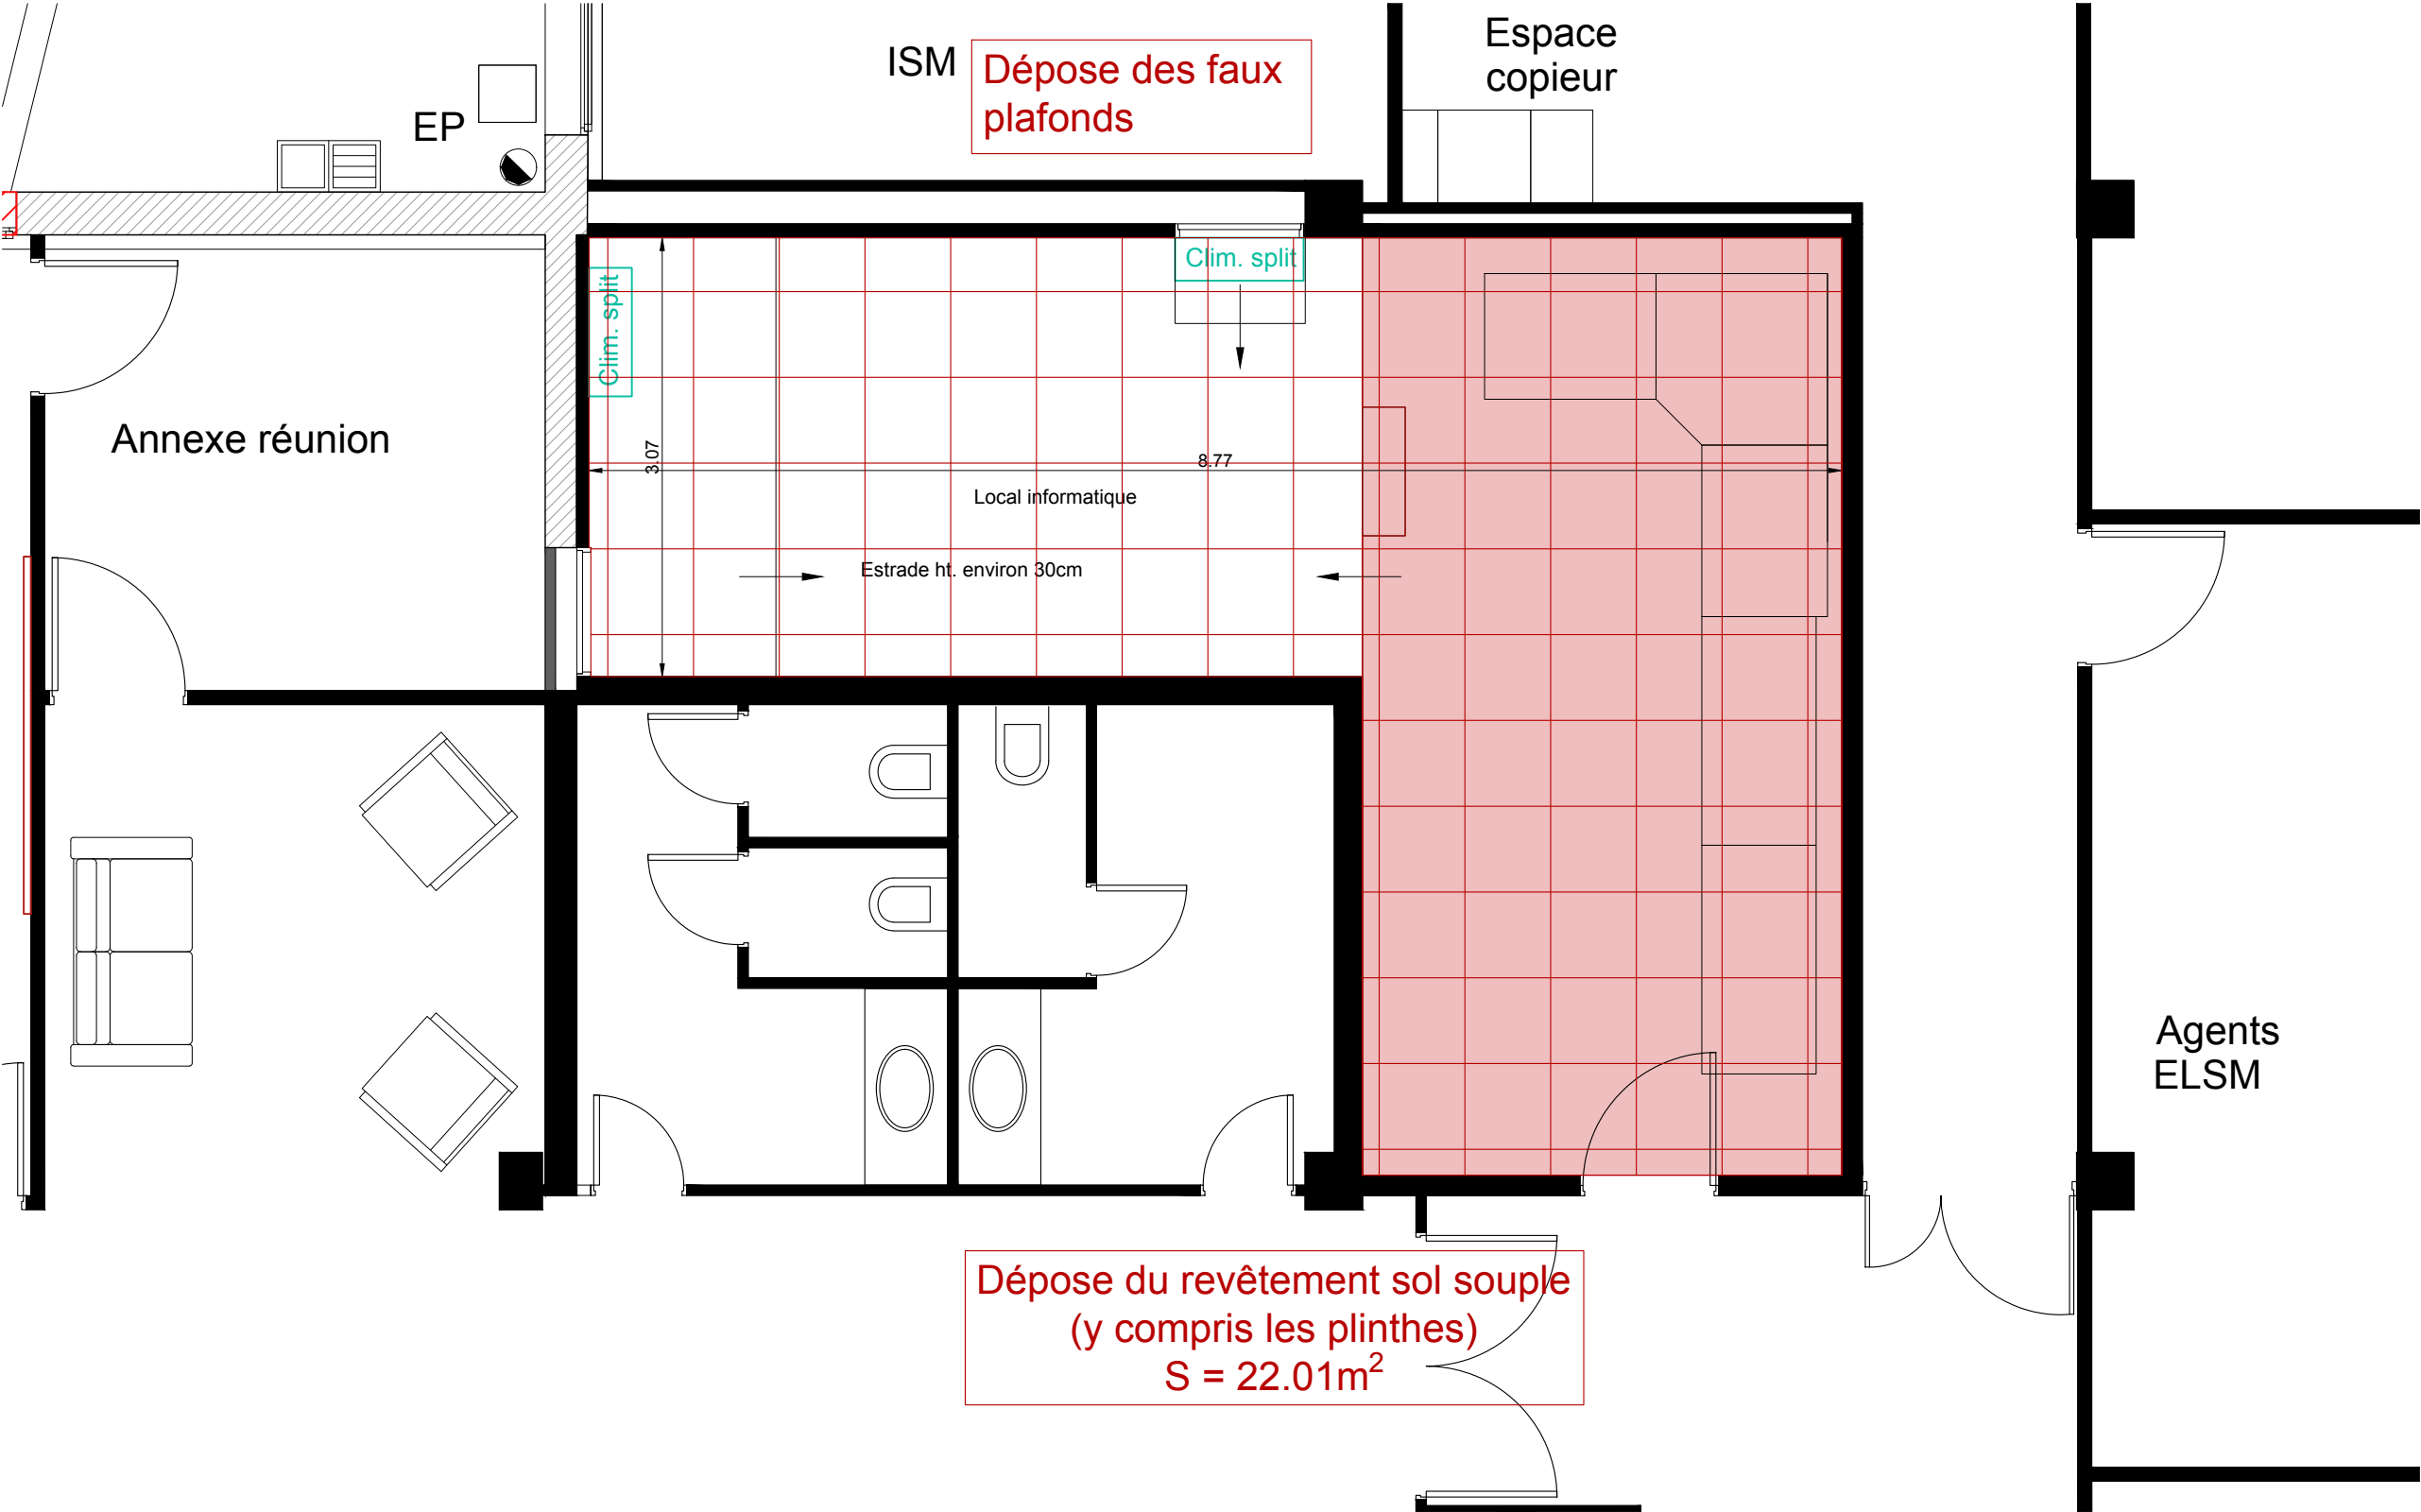 ISM
Dépose des faux
plafonds
Espace
copieur
EP
Clim. split
Clim. split
Annexe réunion
3.07
8.77
Local informatique
Estrade ht. environ 30cm
Agents
ELSM
Dépose du revêtement sol souple
(y compris les plinthes)
S = 22.01m²